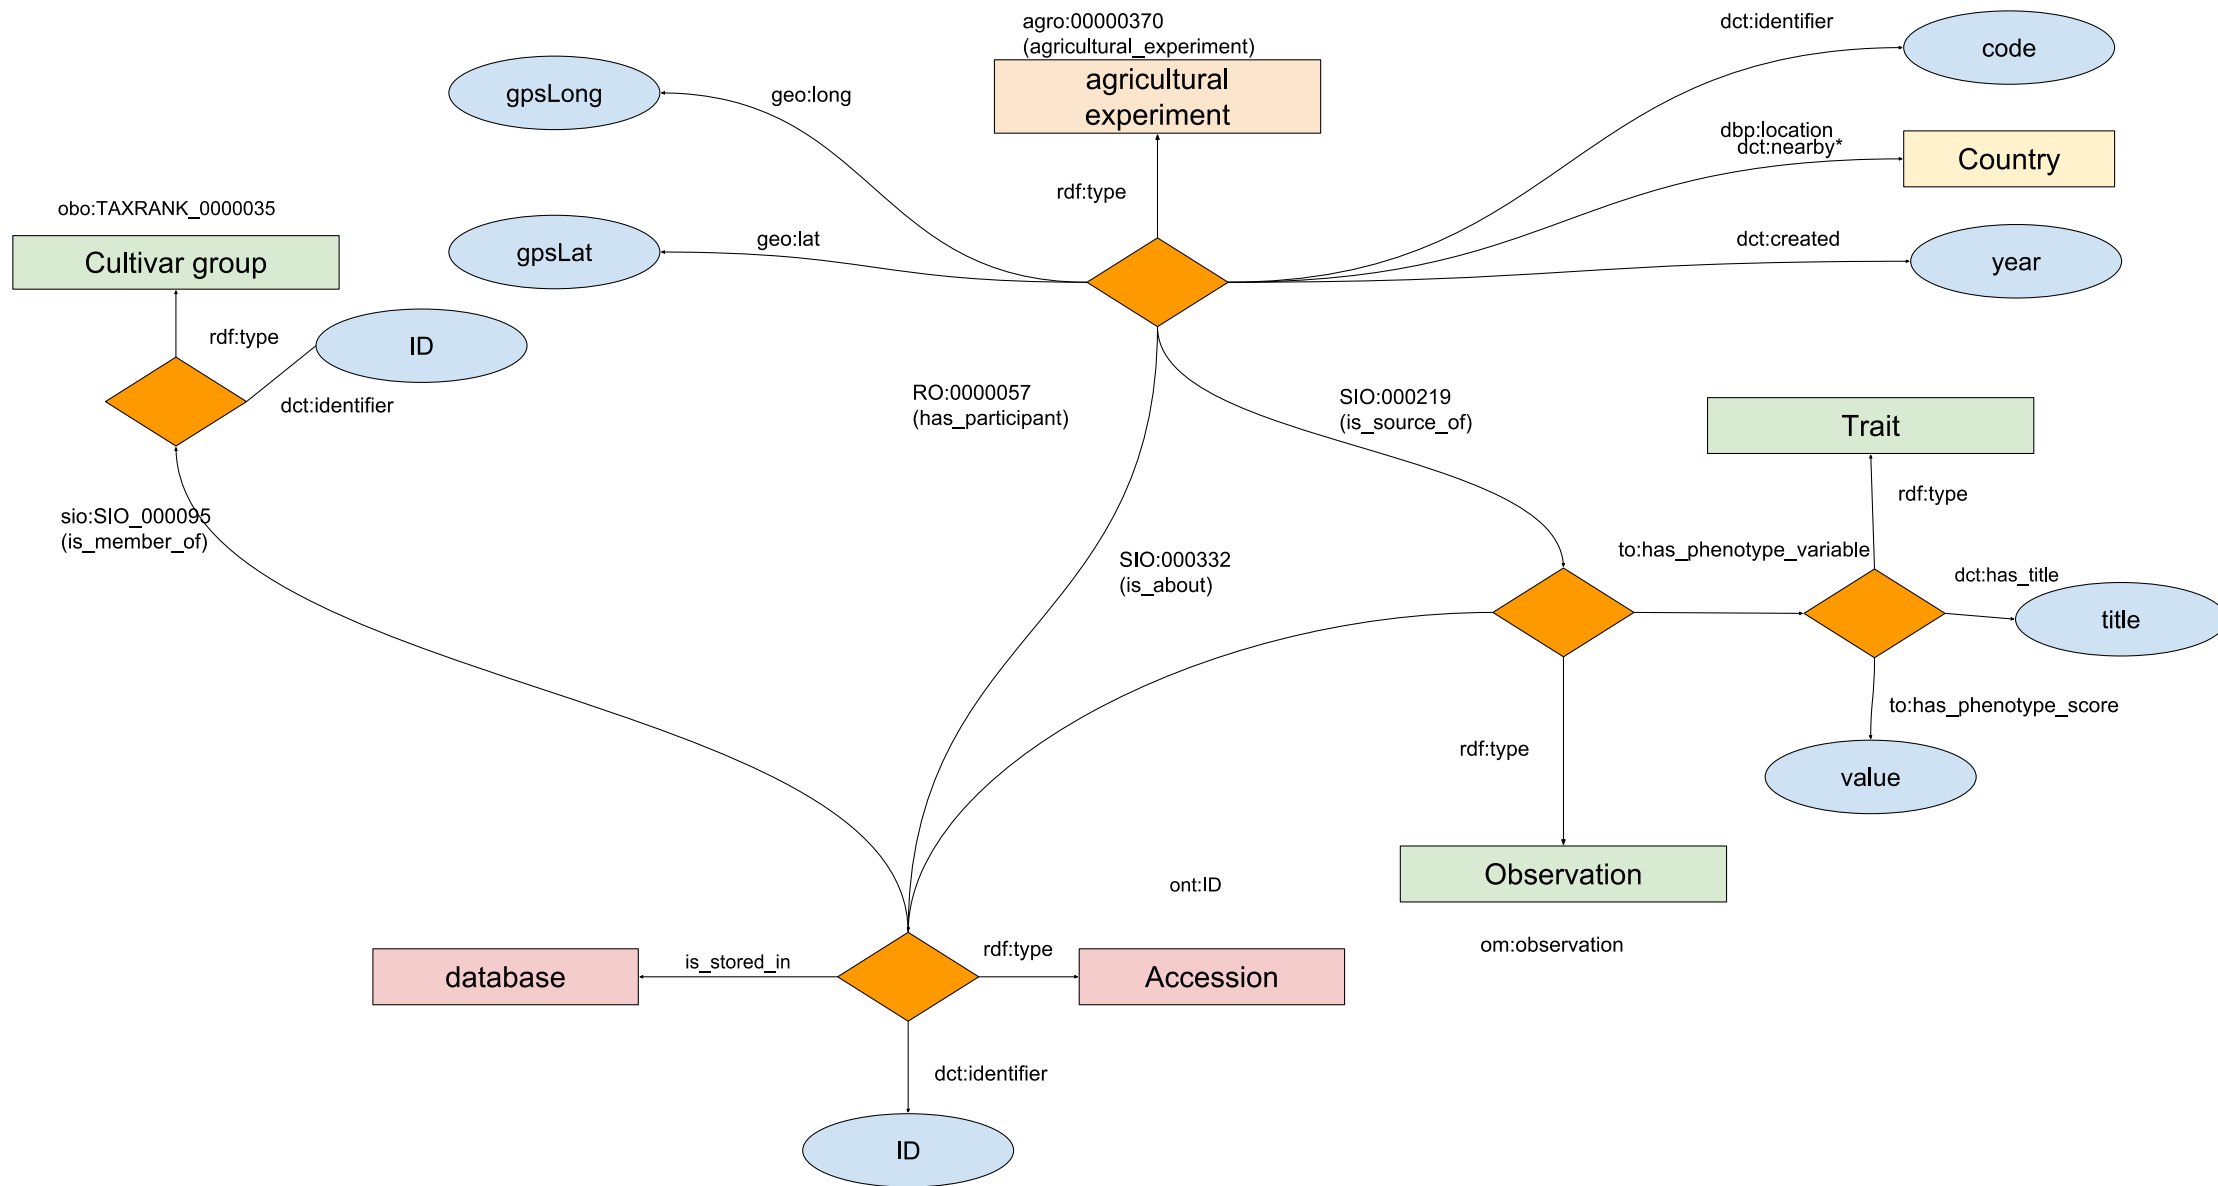 agro:00000370
(agricultural_experiment)
agricultural
experiment
dct:identifier
code
gpsLong
geo:long
dbp:location
dct:nearby*
Country
rdf:type
obo:TAXRANK_0000035
Cultivar group
gpsLat
geo:lat
dct:created
year
rdf:type
ID
dct:identifier
RO:0000057
(has_participant)
SIO:000219
(is_source_of)
Trait
rdf:type
sio:SIO_000095
(is_member_of)
SIO:000332
(is_about)
to:has_phenotype_variable
dct:has_title
title
to:has_phenotype_score
rdf:type
value
Observation
ont:ID
om:observation
database
is_stored_in
rdf:type
Accession
dct:identifier
ID